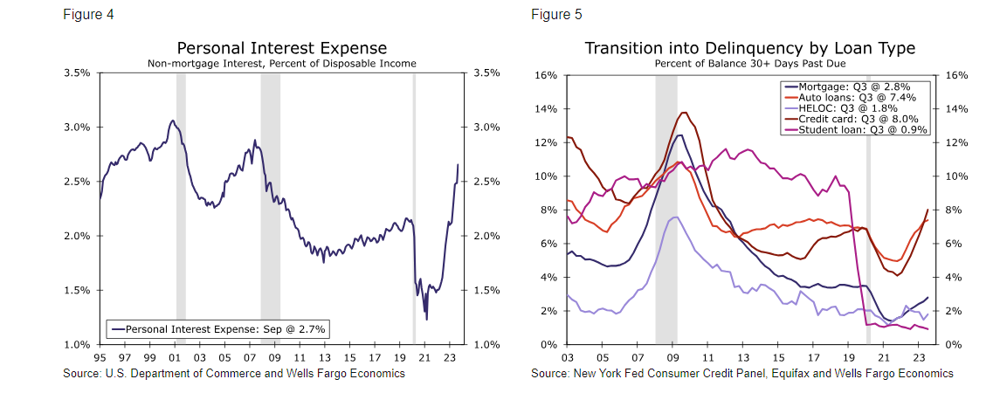 Figure 4
Personal Interest Expense
Non-mortgage Interest, Percent of Disposable Income
3.5% 3.5%
3.0% 3.0%
2.5% 2.5%
2.0% 2.0%
1.5% 1.5%
1.0% 1.0%
Personal Interest Expense: Sep @ 2.7%
95 97 99 01 03 05 07 09 11 13 15 17 19 21 23
Source: U.S. Department of Commerce and Wells Fargo Economics
Figure 5
Transition into Delinquency by Loan Type
Percent of Balance 30+ Days Past Due
16% 16%
14% 14%
12% 12%
10% 10%
8% 8%
6% 6%
4% 4%
2% 2%
0% 0%
Mortgage: Q3 @ 2.8%
Auto loans: Q3 @ 7.4%
HELOC: Q3 @ 1.8%
Credit card: Q3 @ 8.0%
Student loan: Q3 @ 0.9%
03 05 07 09 11 13 15 17 19 21 23
Source: New York Fed Consumer Credit Panel, Equifax and Wells Fargo Economics